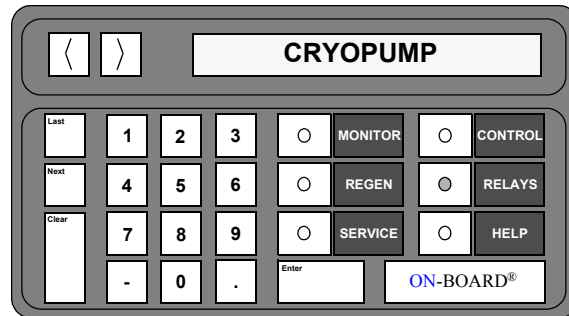 〈 〉 CRYOPUMP
Last 1 2 3 MONITOR CONTROL
Next 4 5 6 REGEN RELAYS
Clear 7 8 9 SERVICE HELP
- 0 . Enter ON-BOARD®